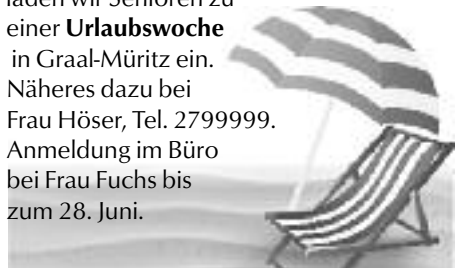 laden wir Senioren zu
einer Urlaubswoche
in Graal-Müritz ein.
Näheres dazu bei
Frau Höser, Tel. 2799999.
Anmeldung im Büro
bei Frau Fuchs bis
zum 28. Juni.